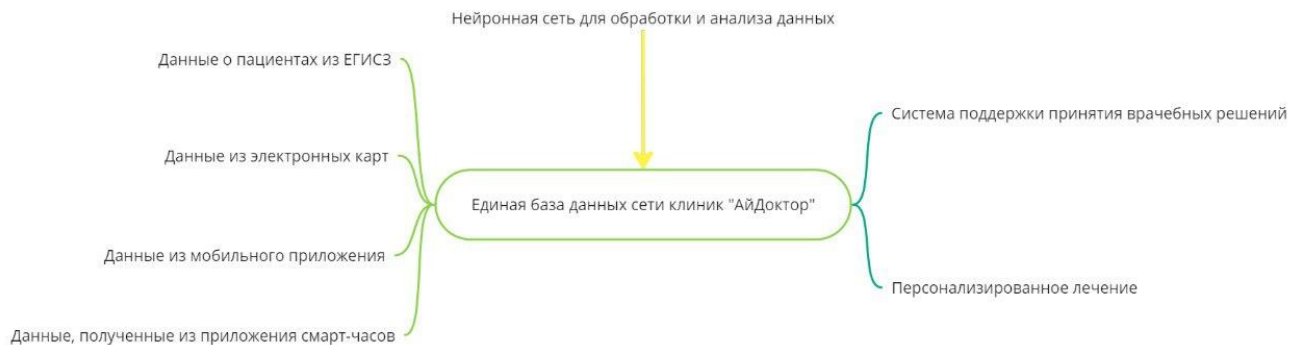 Нейронная сеть для обработки и анализа данных
Данные о пациентах из ЕГИСЗ
Данные из электронных карт
Данные из мобильного приложения
Данные, полученные из приложения смарт-часов
Единая база данных сети клиник "АйДоктор"
Система поддержки принятия врачебных решений
Персонализированное лечение